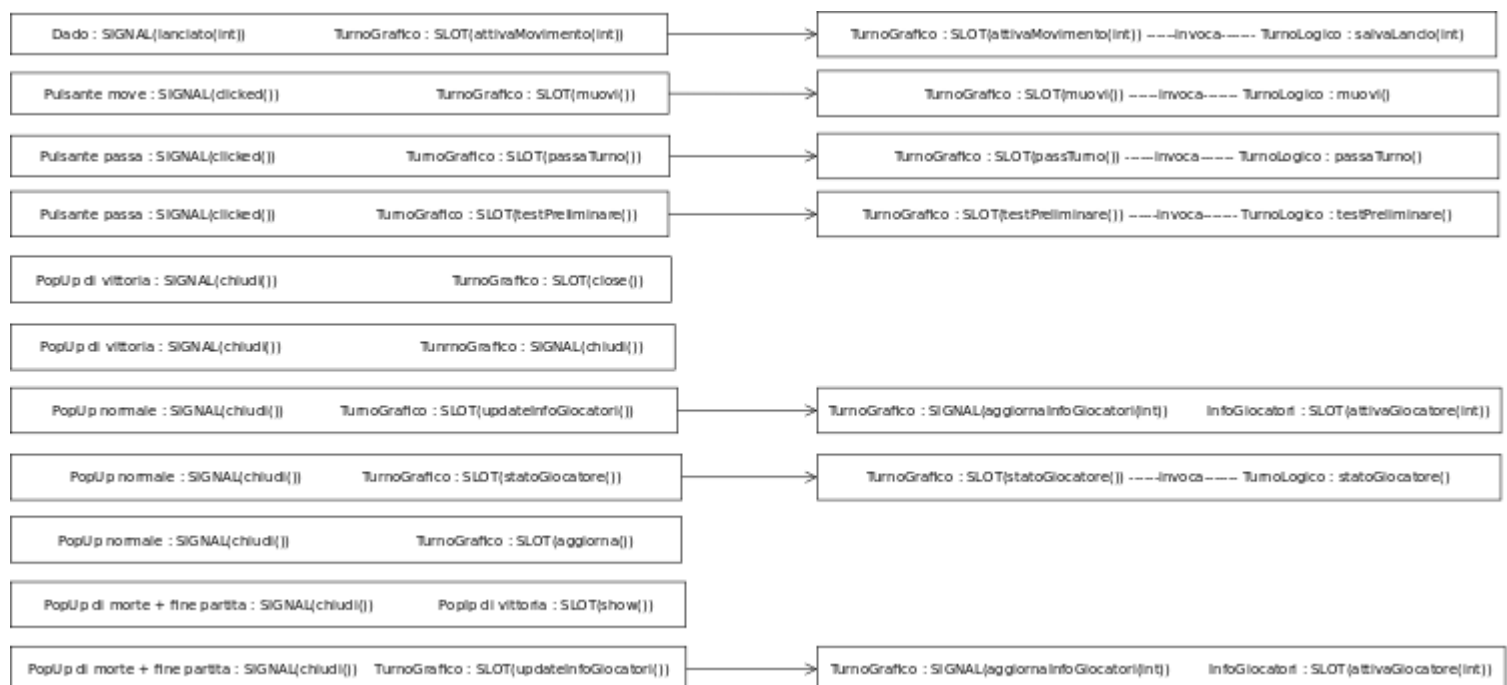 Dado : SIGNAL(lanciato(int)) TurnoGrafico : SLOT(attivaMovimento(int)) TurnoGrafico : SLOT(attivaMovimento(int)) -----invoca------- TurnoLogico : salvaLancio(int)
Pulsante move : SIGNAL(clicked()) TurnoGrafico : SLOT(muovi()) TurnoGrafico : SLOT(muovi()) -----invoca------- TurnoLogico : muovi()
Pulsante passa : SIGNAL(clicked()) TurnoGrafico : SLOT(passaTurno()) TurnoGrafico : SLOT(passTurno()) -----invoca------- TurnoLogico : passaTurno()
Pulsante passa : SIGNAL(clicked()) TurnoGrafico : SLOT(testPreliminare()) TurnoGrafico : SLOT(testPreliminare()) -----invoca------- TurnoLogico : testPreliminare()
PopUp di vittoria : SIGNAL(chiudi()) TurnoGrafico : SLOT(close())
PopUp di vittoria : SIGNAL(chiudi()) TunrnoGrafico : SIGNAL(chiudi())
PopUp normale : SIGNAL(chiudi()) TurnoGrafico : SLOT(updateInfoGiocatori()) TurnoGrafico : SIGNAL(aggiornaInfoGiocatori(int)) InfoGiocatori : SLOT(attivaGiocatore(int))
PopUp normale : SIGNAL(chiudi()) TurnoGrafico : SLOT(statoGiocatore()) TurnoGrafico : SLOT(statoGiocatore()) -----invoca------- TurnoLogico : statoGiocatore()
PopUp normale : SIGNAL(chiudi()) TurnoGrafico : SLOT(aggiorna())
PopUp di morte + fine partita : SIGNAL(chiudi()) PopIp di vittoria : SLOT(show())
PopUp di morte + fine partita : SIGNAL(chiudi()) TurnoGrafico : SLOT(updateInfoGiocatori()) TurnoGrafico : SIGNAL(aggiornaInfoGiocatori(int)) InfoGiocatori : SLOT(attivaGiocatore(int))